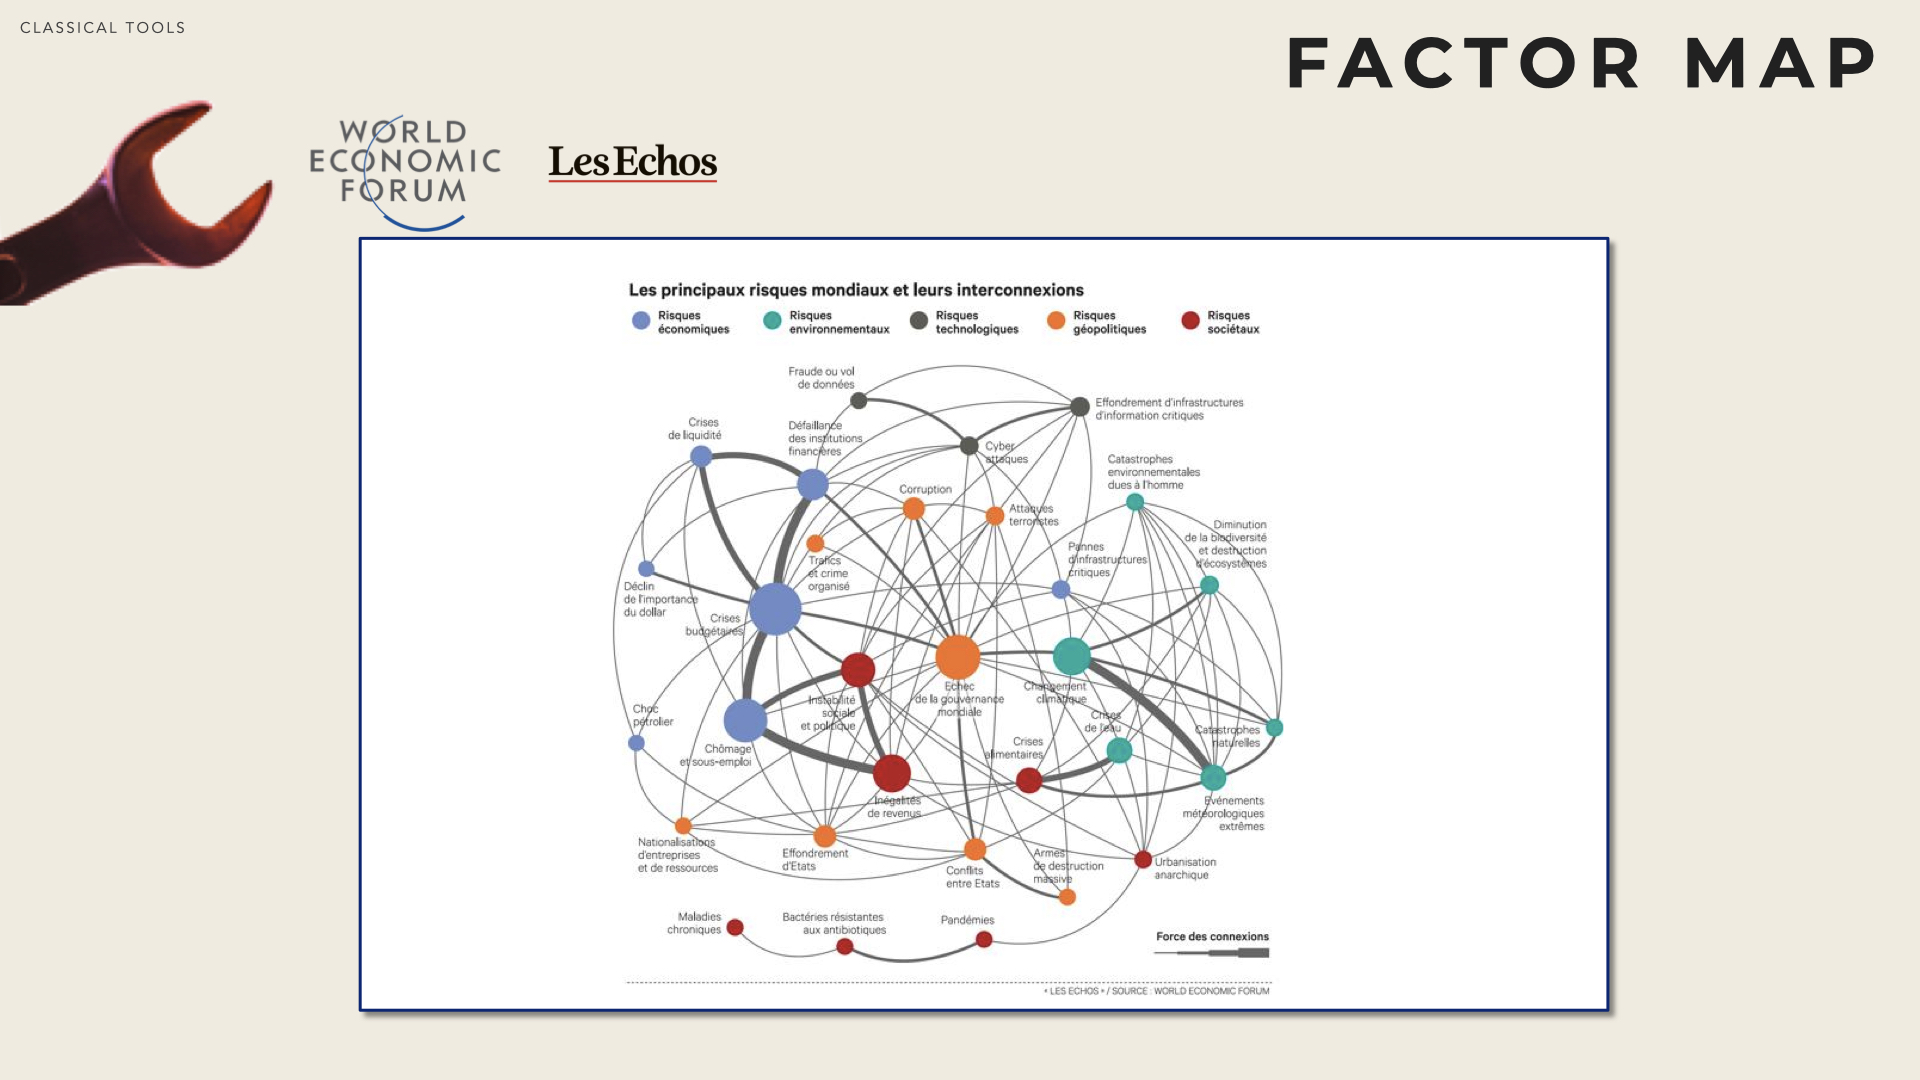 CLASSICAL TOOLS
FACTOR MAP
WORLD
ECONOMIC
FORUM
Les Echos
Les principaux risques mondiaux et leurs interconnexions
Risques
économiques
Risques
environnementaux
Risques
technologiques
Risques
géopolitiques
Risques
sociétaux
Fraude ou vol
de données
Effondrement d'infrastructures
d'information critiques
Crises
de liquidité
Défaillance
des institutions
financères
Cyber
attaques
Catastrophes
environnementales
dues à l'homme
Corruption
Attaques
terroristes
Diminution
de la biodiversité
et destruction
d'écosystèmes
Trafics
et crime
organisé
Pannes
d'infrastructures
critiques
Déclin
de l'importance
du dollar
Crises
budgétaires
Instabilité
sociale
et politique
Echec
de la gouvernance
mondiale
Changement
climatique
Choc
pétrolier
Crises
de l'eau
Catastrophes
naturelles
Chômage
et sous-emploi
Crises
alimentaires
Inégalités
de revenus
Evénements
météorologiques
extrêmes
Nationalisations
d'entreprises
et de ressources
Effondrement
d'Etats
Conflits
entre Etats
Armes
de destruction
massive
Urbanisation
anarchique
Maladies
chroniques
Bactéries résistantes
aux antibiotiques
Pandémies
Force des connexions
« LES ECHOS » / SOURCE : WORLD ECONOMIC FORUM